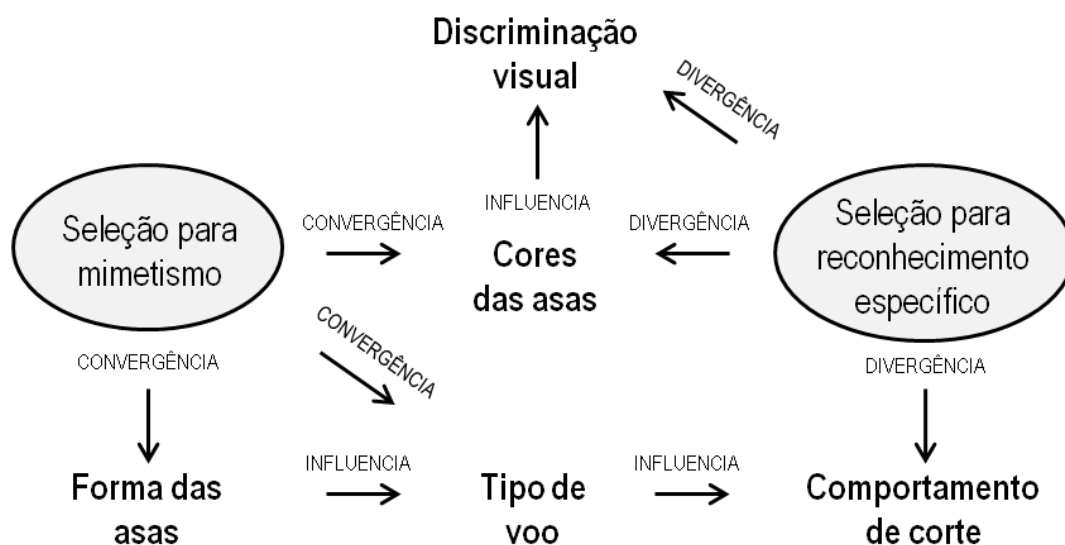 Discriminação
visual
DIVERGÊNCIA
Seleção para
mimetismo
CONVERGÊNCIA
INFLUENCIA
Cores
das asas
DIVERGÊNCIA
Seleção para
reconhecimento
específico
CONVERGÊNCIA
CONVERGÊNCIA
DIVERGÊNCIA
Forma das
asas
INFLUENCIA
Tipo de
voo
INFLUENCIA
Comportamento
de corte